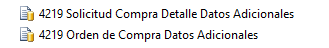 4219 Solicitud Compra Detalle Datos Adicionales
4219 Orden de Compra Datos Adicionales